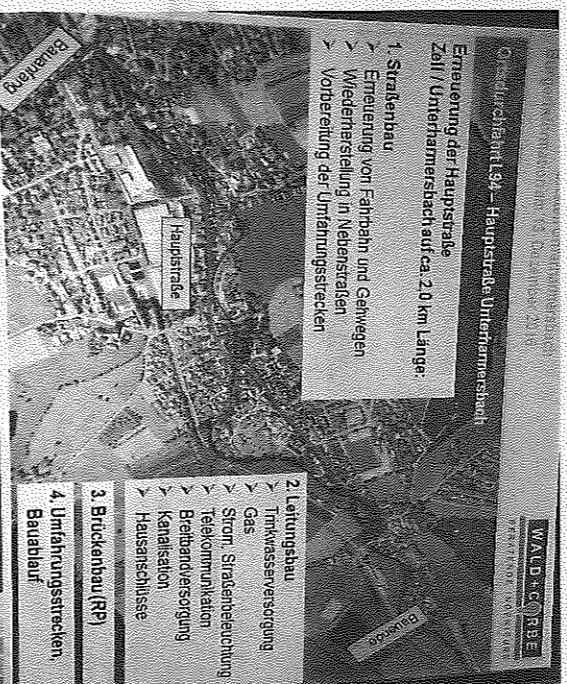 Ortsdurchfahrt L94 – Hauptstraße Unterharmersbach
WALD + CORBE
BERATENDE INGENIEURE
Erneuerung der Hauptstraße
Zell / Unterharmersbach auf ca. 2,0 km Länge:
1. Straßenbau
➢ Erneuerung von Fahrbahn und Gehwegen
➢ Wiederherstellung in Nebenstraßen
➢ Vorbereitung der Umfahrungsstrecken
Hauptstraße
Bauanfang
Bauende
2 Leitungsbau
➢ Trinkwasserversorgung
➢ Gas
➢ Strom, Straßenbeleuchtung
➢ Telekommunikation
➢ Breitbandversorgung
➢ Kanalisation
➢ Hausanschlüsse
3. Brückenbau (RP)
4. Umfahrungsstrecken,
Bauablauf